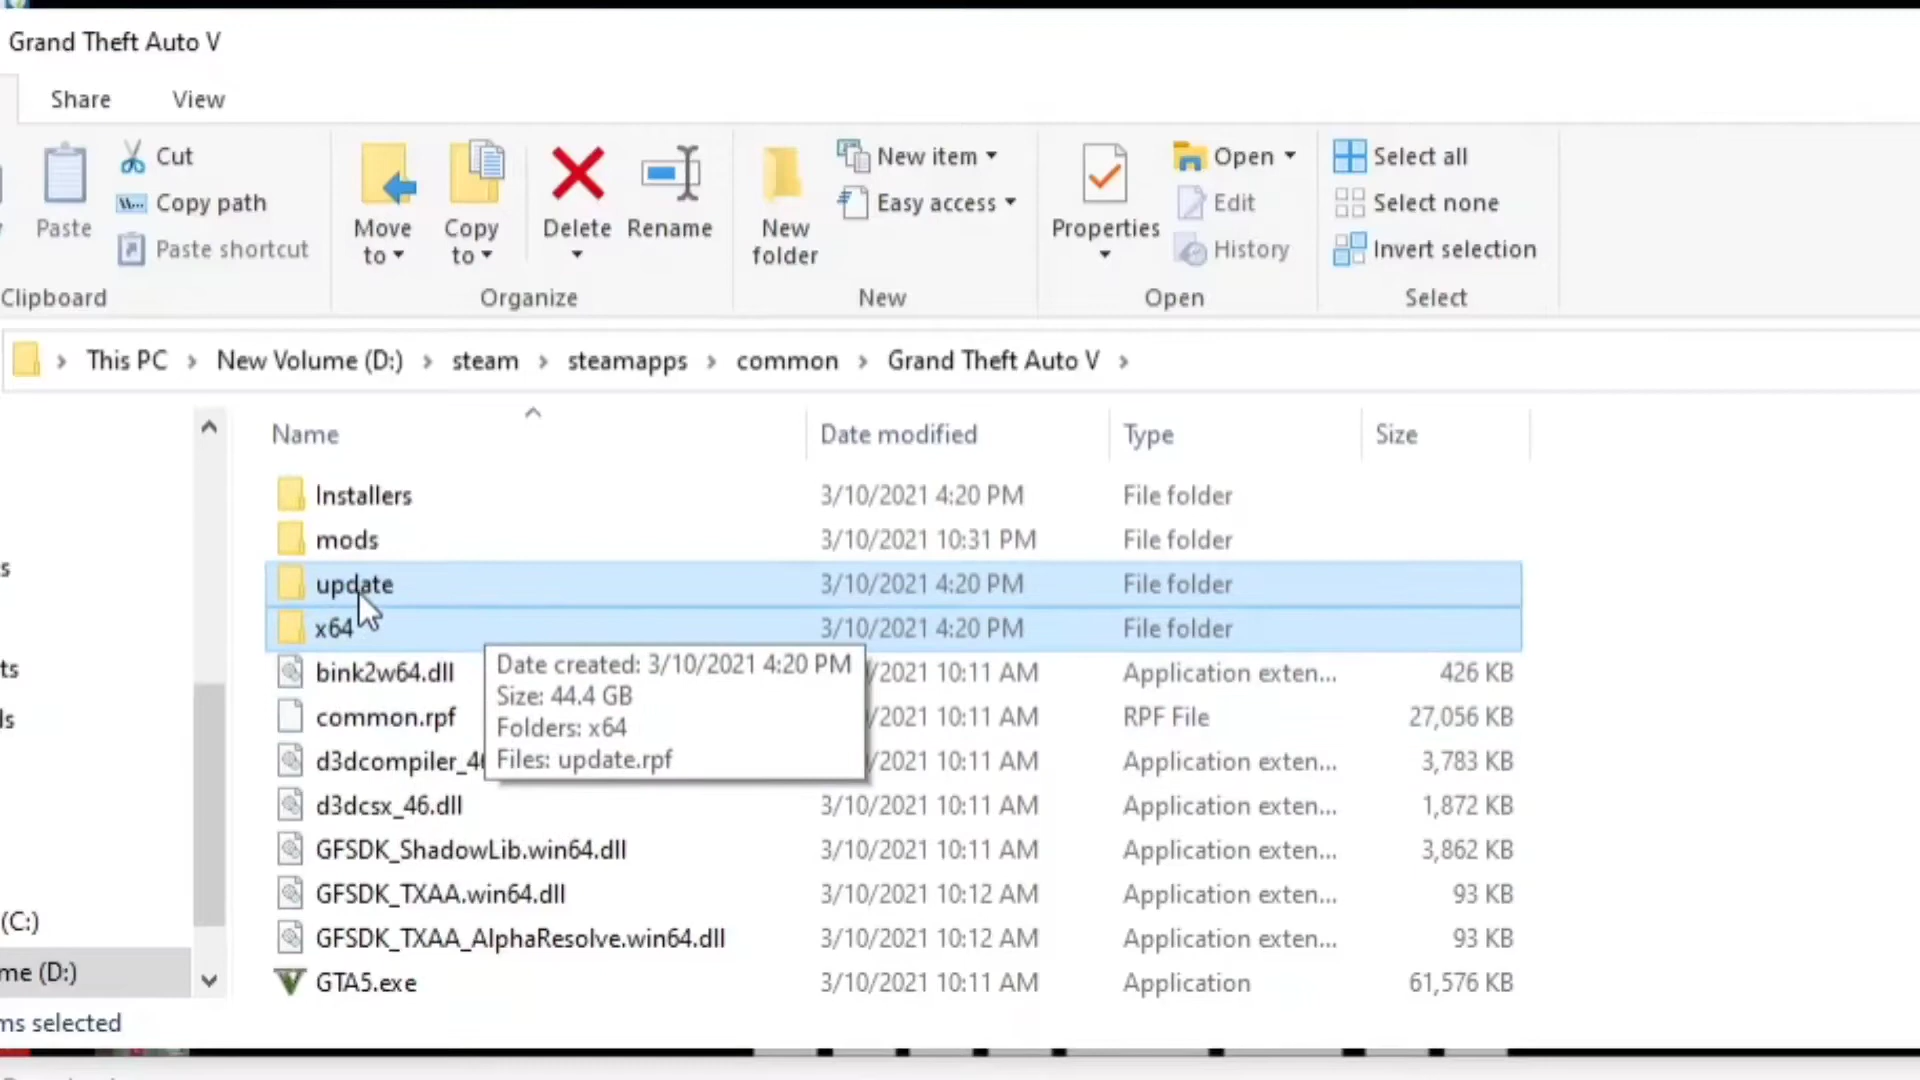 Grand Theft Auto V
Share View
Paste
Cut
Copy path
Paste shortcut
Clipboard
Move to
Copy to
Delete
Rename
Organize
New folder
New item
Easy access
New
Properties
Open
Edit
History
Open
Select all
Select none
Invert selection
Select
This PC > New Volume (D:) > steam > steamapps > common > Grand Theft Auto V >
Name Date modified Type Size
Installers 3/10/2021 4:20 PM File folder
mods 3/10/2021 10:31 PM File folder
update 3/10/2021 4:20 PM File folder
x64 3/10/2021 4:20 PM File folder
bink2w64.dll /2021 10:11 AM Application exten... 426 KB
common.rpf /2021 10:11 AM RPF File 27,056 KB
d3dcompiler_4 /2021 10:11 AM Application exten... 3,783 KB
d3dcsx_46.dll 3/10/2021 10:11 AM Application exten... 1,872 KB
GFSDK_ShadowLib.win64.dll 3/10/2021 10:11 AM Application exten... 3,862 KB
GFSDK_TXAA.win64.dll 3/10/2021 10:12 AM Application exten... 93 KB
GFSDK_TXAA_AlphaResolve.win64.dll 3/10/2021 10:12 AM Application exten... 93 KB
GTA5.exe 3/10/2021 10:11 AM Application 61,576 KB
Date created: 3/10/2021 4:20 PM
Size: 44.4 GB
Folders: x64
Files: update.rpf
s
ts
ls
(C:)
me (D:)
ms selected